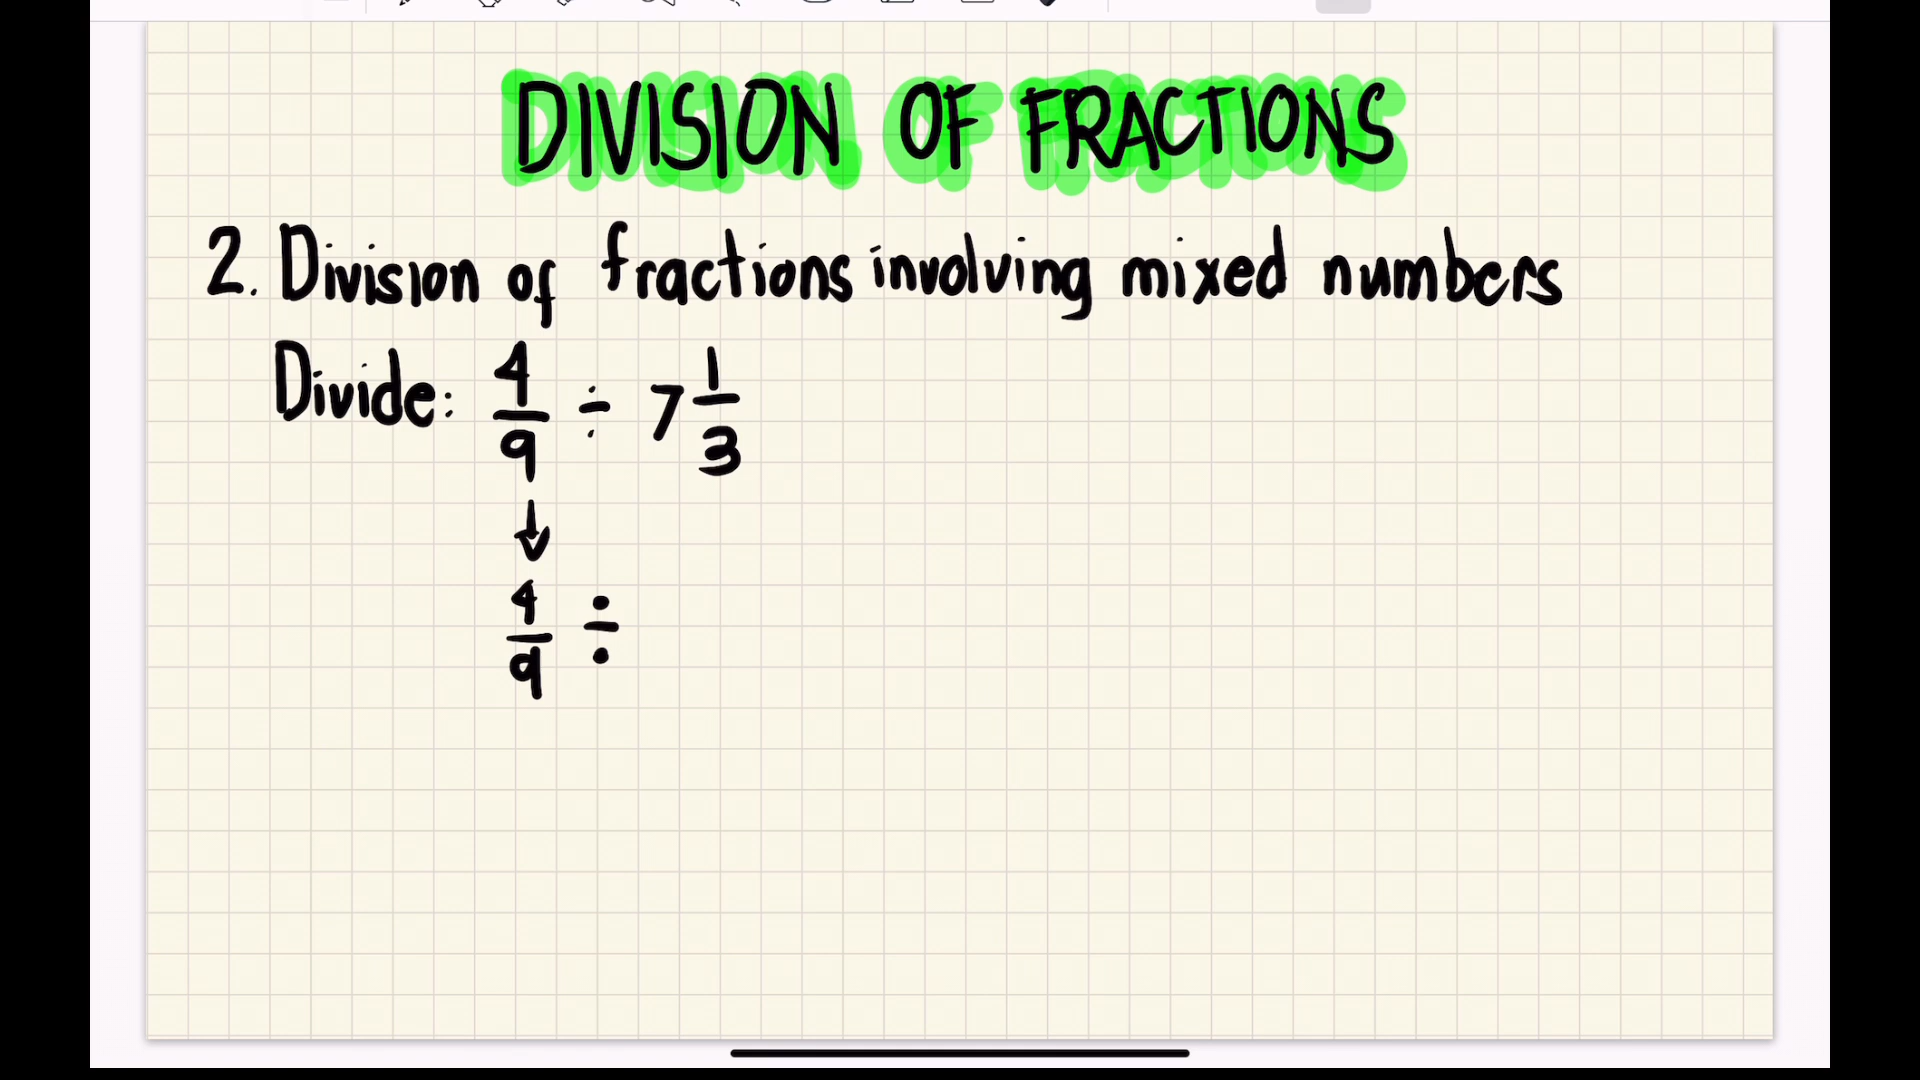 DIVISION OF FRACTIONS
2. Division of fractions involving mixed numbers
Divide: 4/9 ÷ 7 1/3
↓
4/9 ÷